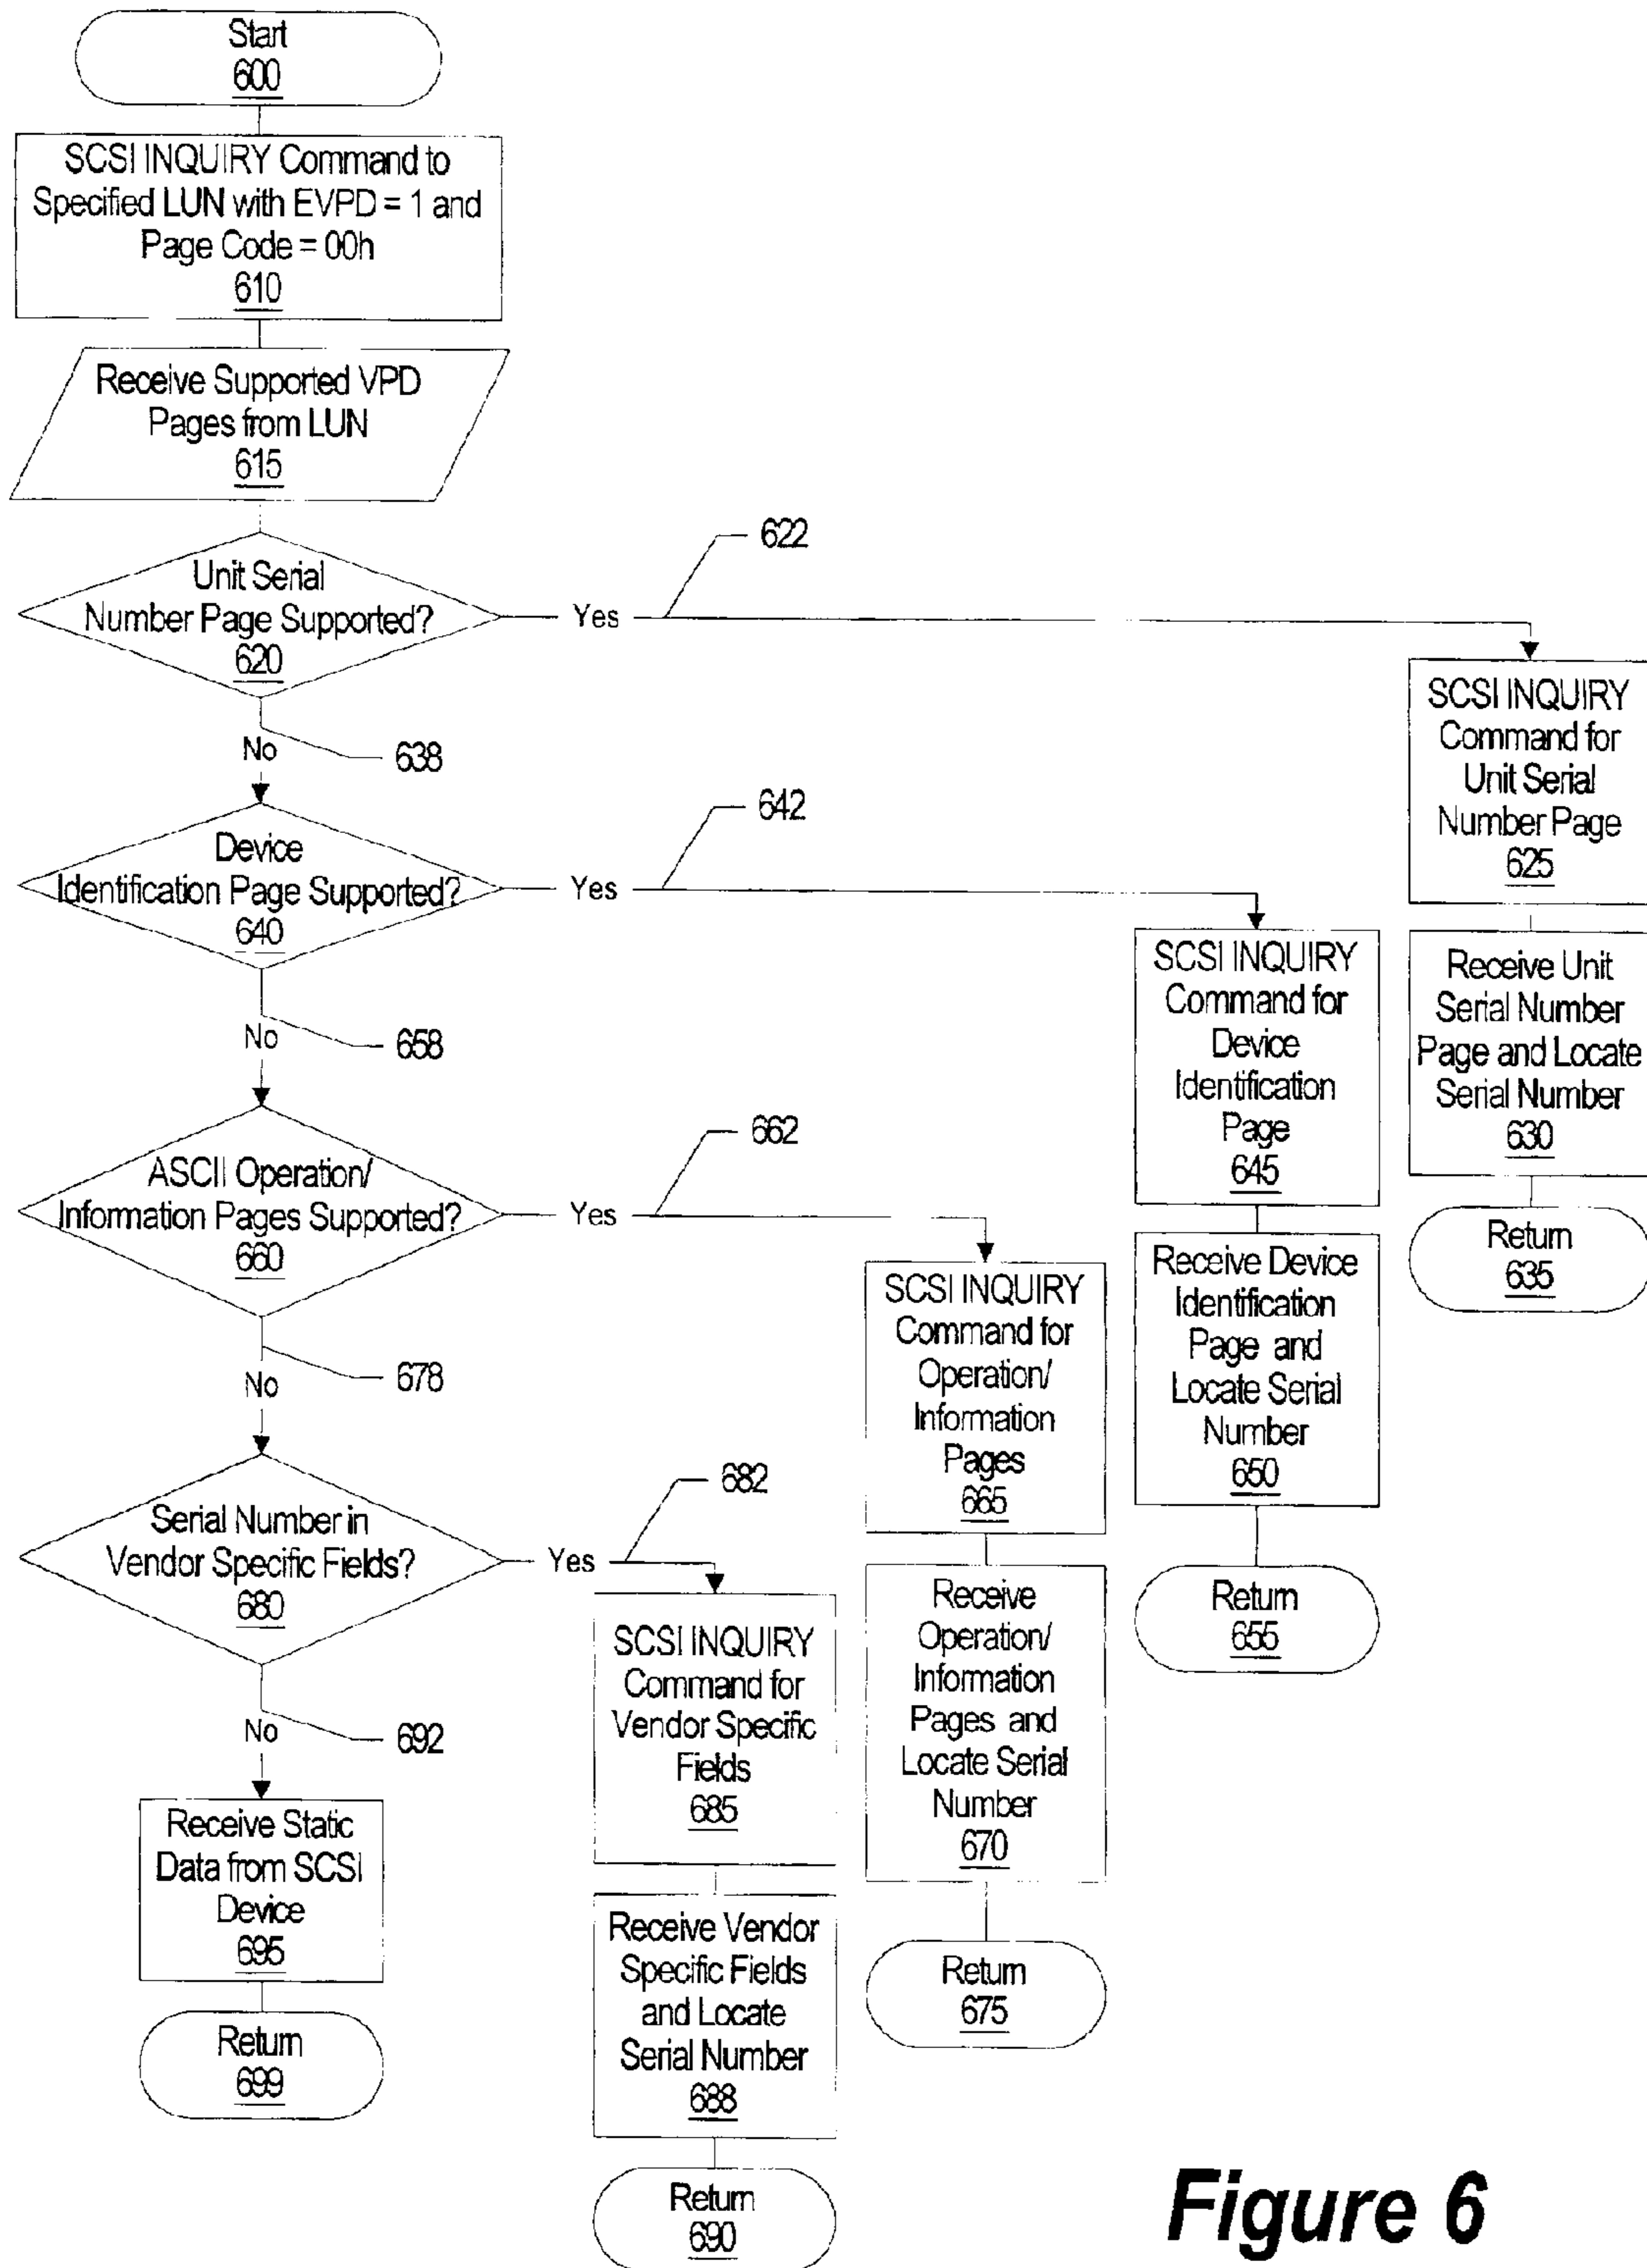 Start
600
SCSI INQUIRY Command to
Specified LUN with EVPD = 1 and
Page Code = 00h
610
Receive Supported VPD
Pages from LUN
615
Unit Serial
Number Page Supported?
620
Yes
622
No
638
SCSI INQUIRY
Command for
Unit Serial
Number Page
625
Receive Unit
Serial Number
Page and Locate
Serial Number
630
Return
635
Device
Identification Page Supported?
640
Yes
642
No
658
SCSI INQUIRY
Command for
Device
Identification
Page
645
Receive Device
Identification
Page and
Locate Serial
Number
650
Return
655
ASCII Operation/
Information Pages Supported?
660
Yes
662
No
678
SCSI INQUIRY
Command for
Operation/
Information
Pages
665
Receive
Operation/
Information
Pages and
Locate Serial
Number
670
Return
675
Serial Number in
Vendor Specific Fields?
680
Yes
682
No
692
SCSI INQUIRY
Command for
Vendor Specific
Fields
685
Receive Vendor
Specific Fields
and Locate
Serial Number
688
Return
690
Receive Static
Data from SCSI
Device
695
Return
699
Figure 6